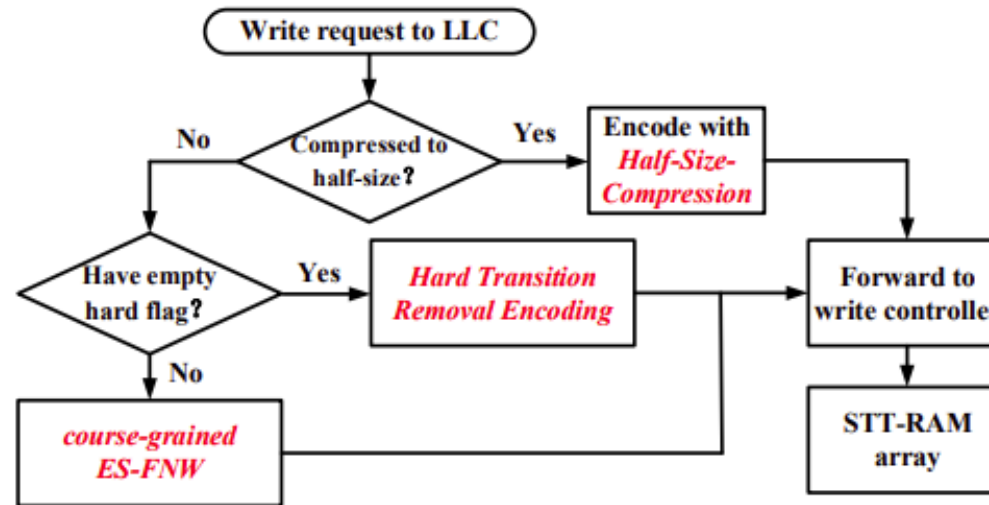 Write request to LLC
No
Compressed to
half-size?
Yes
Encode with
Half-Size-
Compression
Have empty
hard flag?
Yes
Hard Transition
Removal Encoding
Forward to
write controlle
No
course-grained
ES-FNW
STT-RAM
array